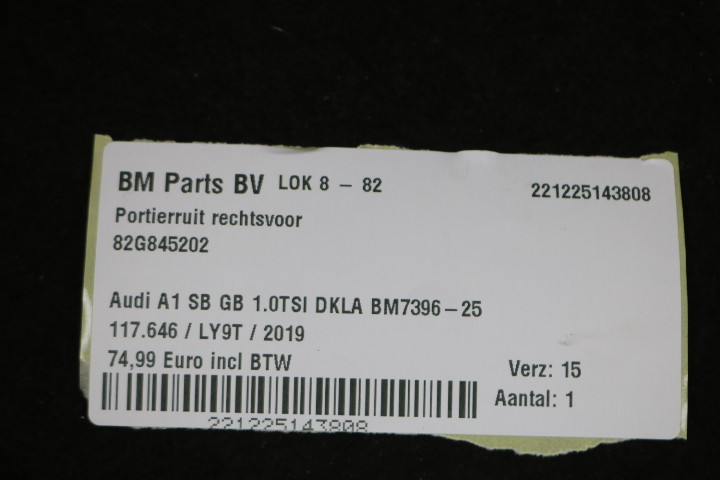 BM Parts BV LOK 8 - 82 221225143808
Portierruit rechtsvoor
82G845202
Audi A1 SB GB 1.0TSI DKLA BM7396-25
117.646 / LY9T / 2019
74,99 Euro incl BTW Verz: 15
Aantal: 1
221225143808